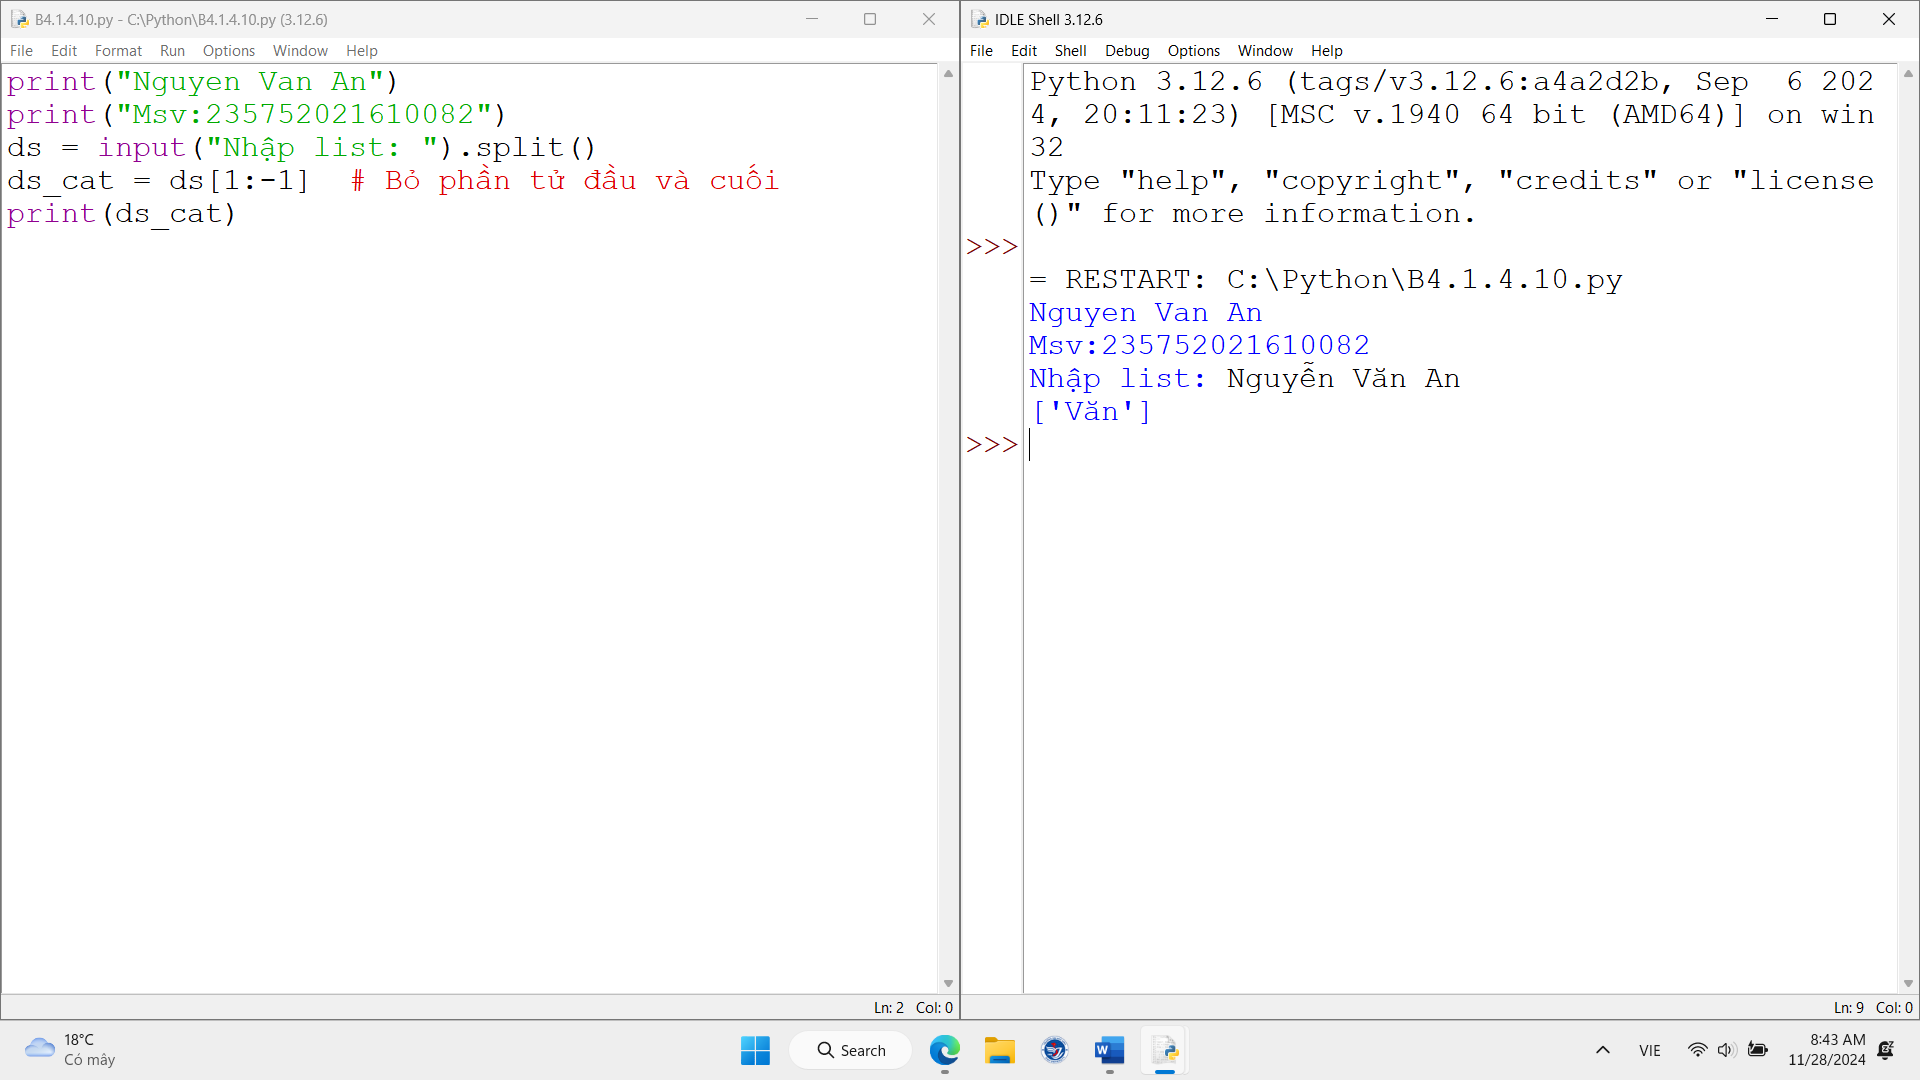 B4.1.4.10.py - C:\Python\B4.1.4.10.py (3.12.6)
File Edit Format Run Options Window Help
print("Nguyen Van An")
print("Msv:235752021610082")
ds = input("Nhập list: ").split()
ds_cat = ds[1:-1]  # Bỏ phần tử đầu và cuối
print(ds_cat)
Ln: 2 Col: 0
IDLE Shell 3.12.6
File Edit Shell Debug Options Window Help
Python 3.12.6 (tags/v3.12.6:a4a2d2b, Sep  6 202
4, 20:11:23) [MSC v.1940 64 bit (AMD64)] on win
32
Type "help", "copyright", "credits" or "license
()" for more information.
>>>
= RESTART: C:\Python\B4.1.4.10.py
Nguyen Van An
Msv:235752021610082
Nhập list: Nguyễn Văn An
['Văn']
>>>
Ln: 9 Col: 0
18°C
Có mây
Search
VIE
8:43 AM
11/28/2024